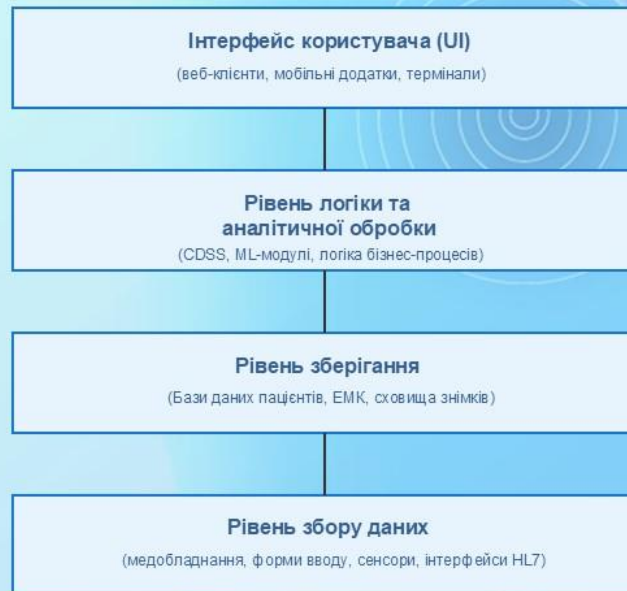 Інтерфейс користувача (UI)
(веб-клієнти, мобільні додатки, термінали)
Рівень логіки та
аналітичної обробки
(CDSS, ML-модулі, логіка бізнес-процесів)
Рівень зберігання
(Бази даних пацієнтів, ЕМК, сховища знімків)
Рівень збору даних
(медобладнання, форми вводу, сенсори, інтерфейси HL7)